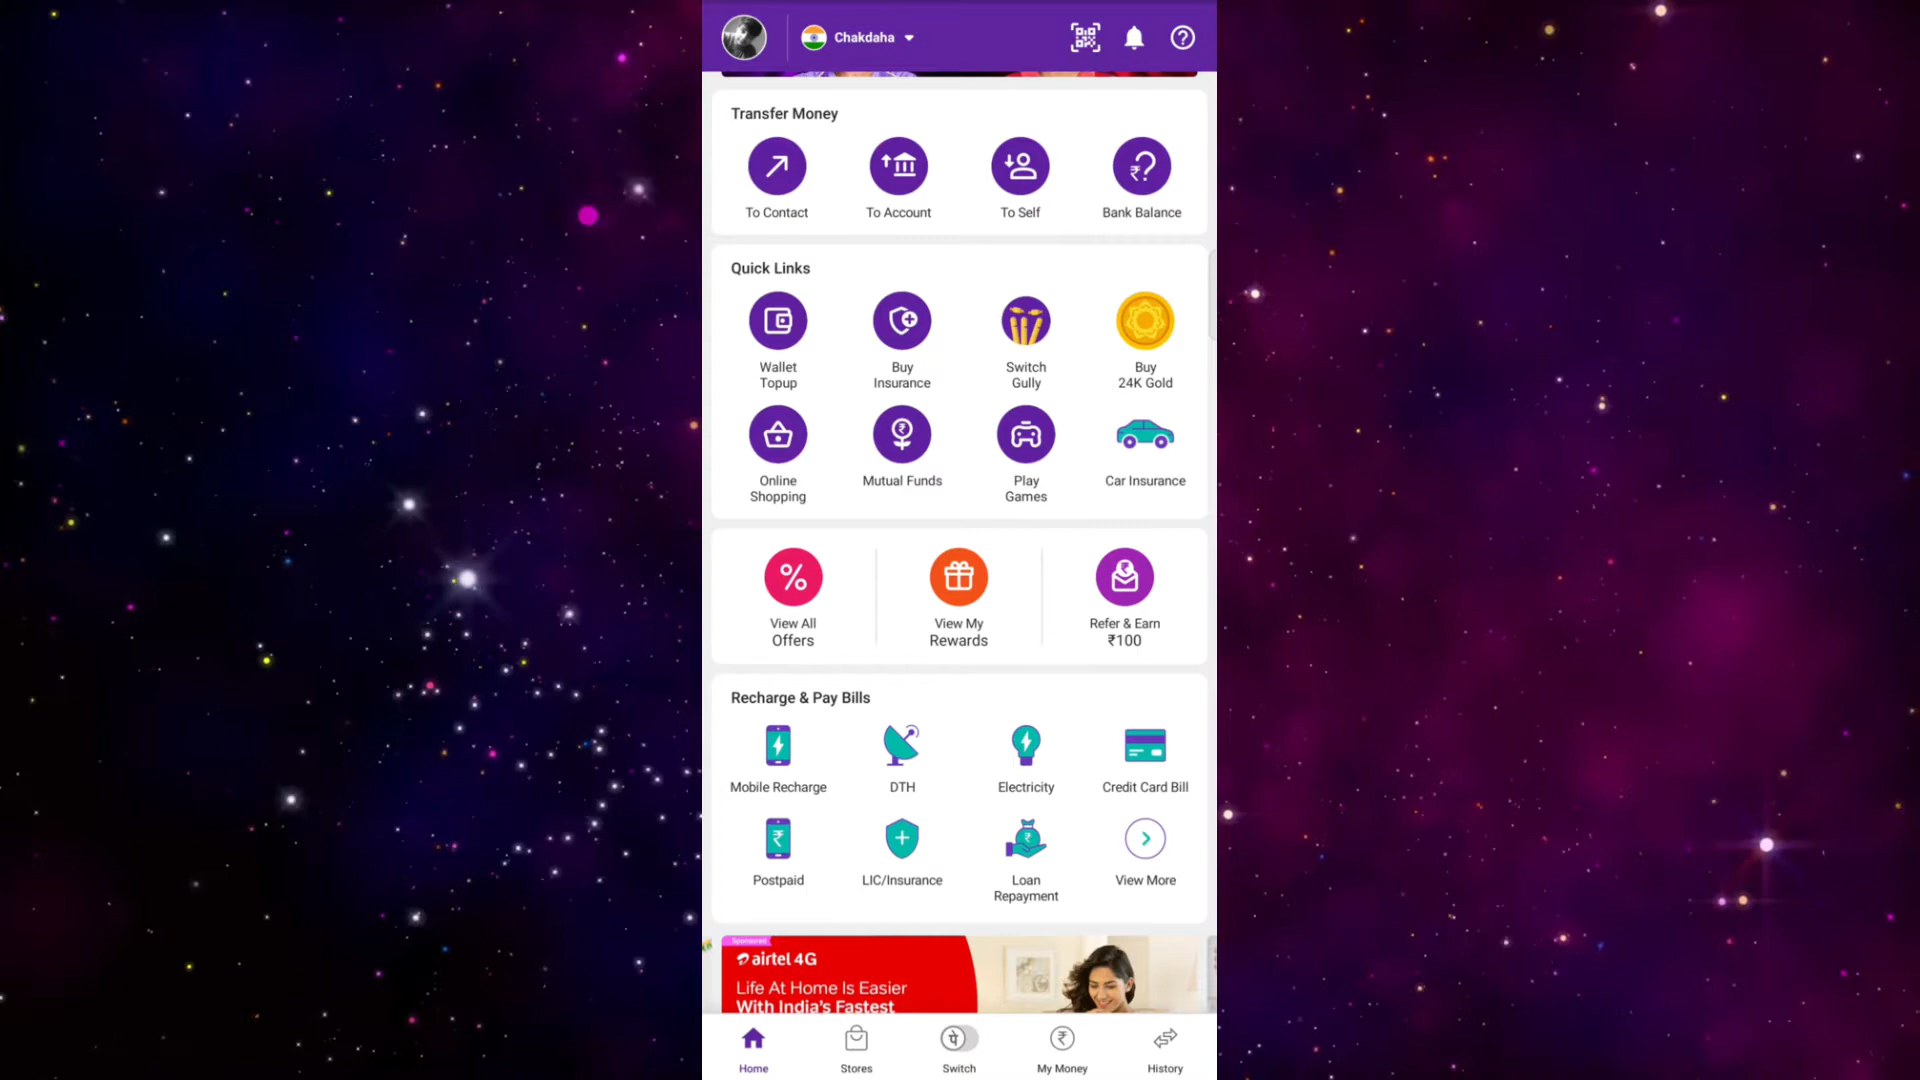 Chakdaha
Transfer Money
To Contact
To Account
To Self
Bank Balance
Quick Links
Wallet
Topup
Buy
Insurance
Switch
Gully
Buy
24K Gold
Online
Shopping
Mutual Funds
Play
Games
Car Insurance
View All
Offers
View My
Rewards
Refer & Earn
₹100
Recharge & Pay Bills
Mobile Recharge
DTH
Electricity
Credit Card Bill
Postpaid
LIC/Insurance
Loan
Repayment
View More
Sponsored
airtel 4G
Life At Home Is Easier
With India's Fastest
पे
Home
Stores
Switch
My Money
History